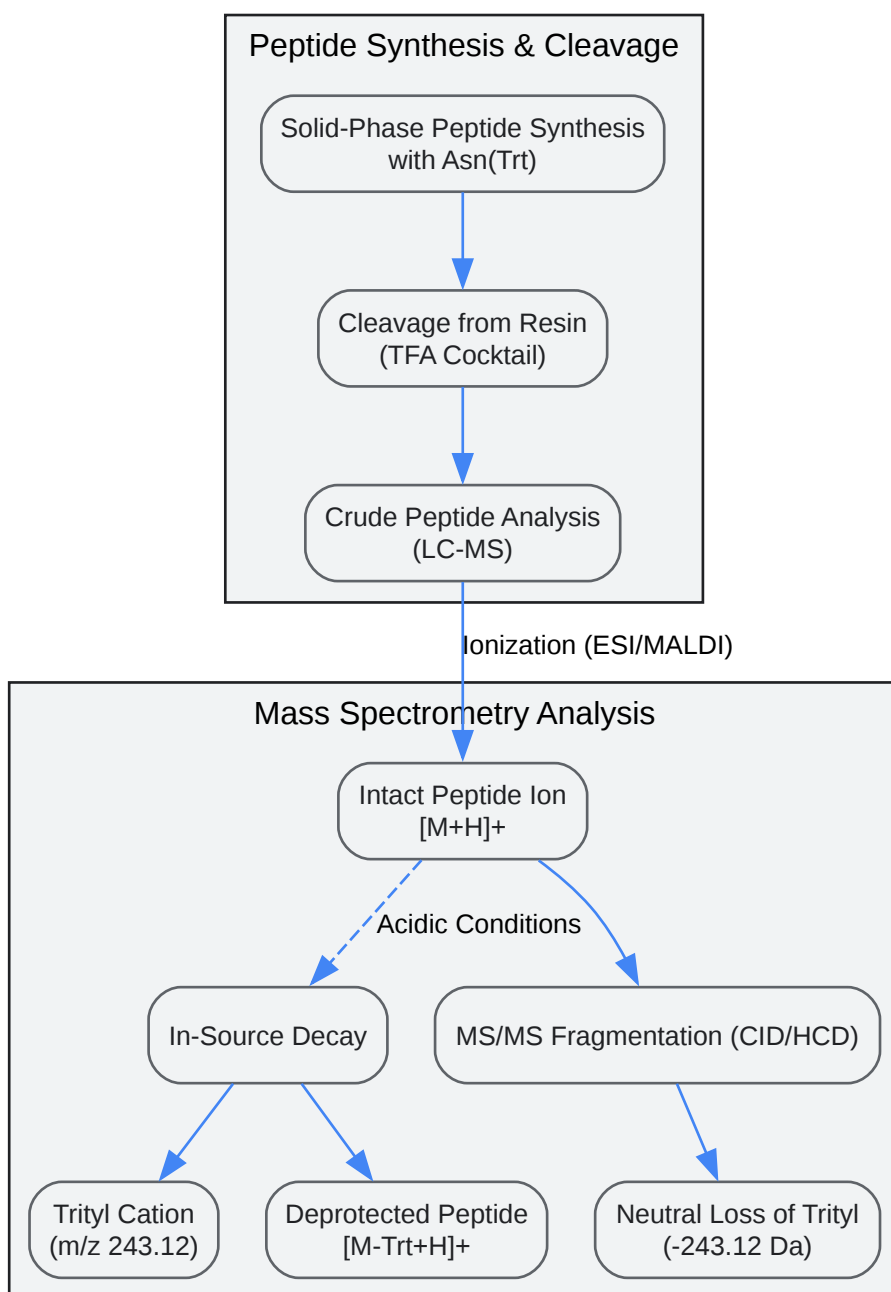 Peptide Synthesis & Cleavage
Solid-Phase Peptide Synthesis
with Asn(Trt)
Cleavage from Resin
(TFA Cocktail)
Crude Peptide Analysis
(LC-MS)
Ionization (ESI/MALDI)
Mass Spectrometry Analysis
Intact Peptide Ion
[M+H]+
Acidic Conditions
In-Source Decay
MS/MS Fragmentation (CID/HCD)
Trityl Cation
(m/z 243.12)
Deprotected Peptide
[M-Trt+H]+
Neutral Loss of Trityl
(-243.12 Da)